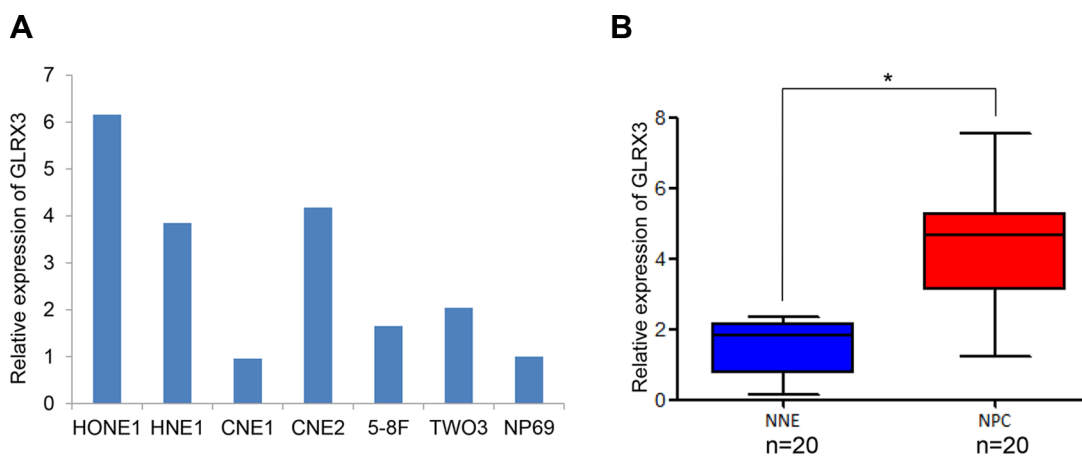 A
Relative expression of GLRX3
7
6
5
4
3
2
1
0
HONE1 HNE1 CNE1 CNE2 5-8F TWO3 NP69
B
*
Relative expression of GLRX3
8
6
4
2
0
NNE NPC
n=20 n=20